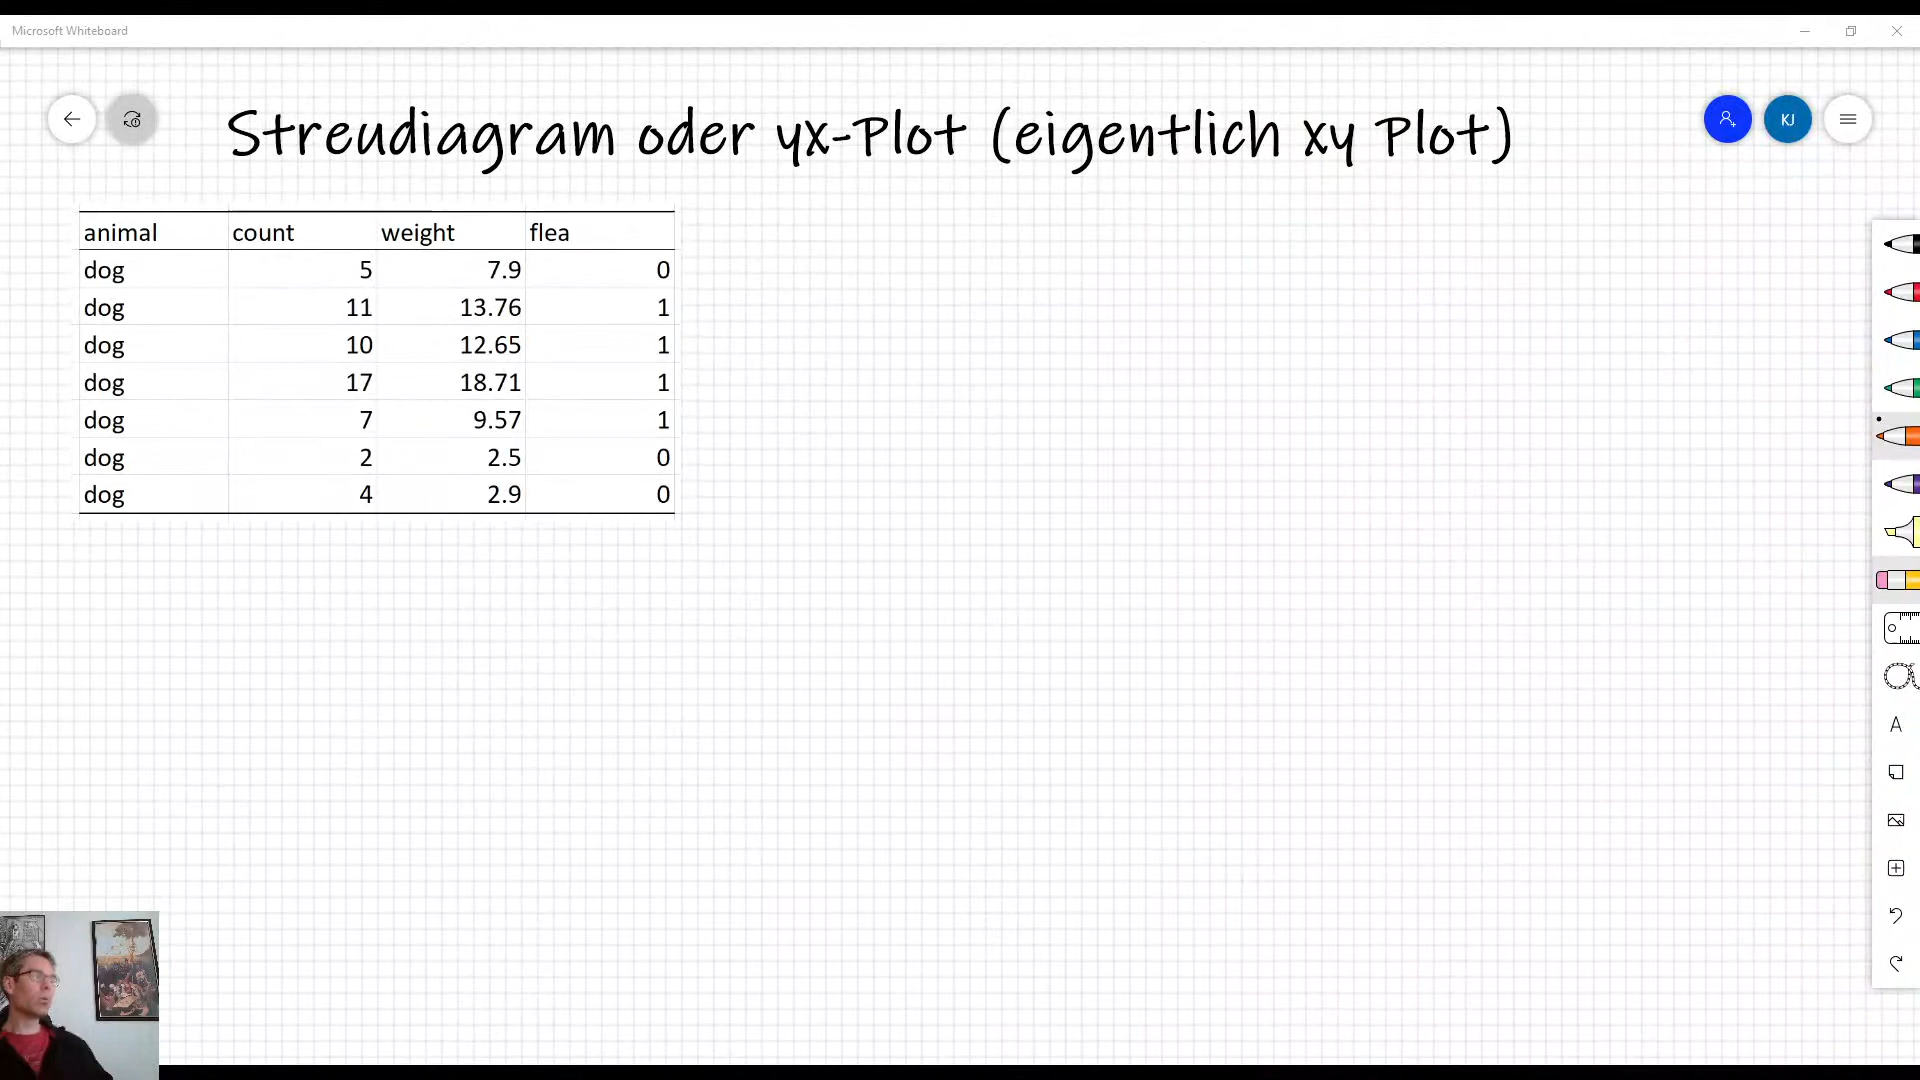 Microsoft Whiteboard
Streudiagram oder yx-Plot (eigentlich xy Plot)
KJ
animal count weight flea
dog 5 7.9 0
dog 11 13.76 1
dog 10 12.65 1
dog 17 18.71 1
dog 7 9.57 1
dog 2 2.5 0
dog 4 2.9 0
A